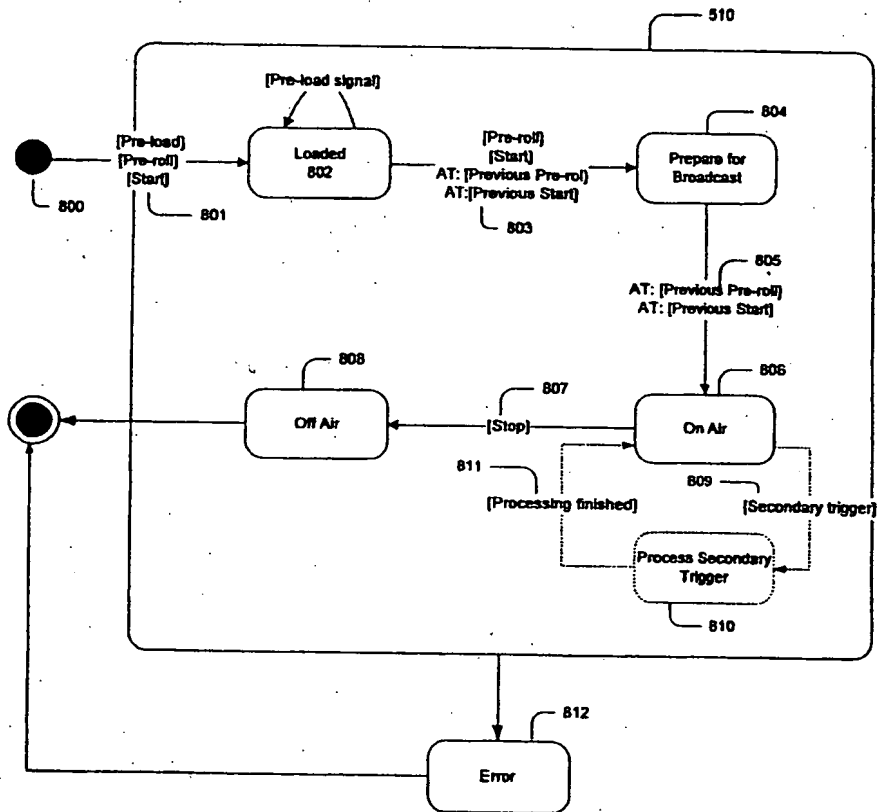 510
[Pre-load signal]
804
[Pre-load]
[Pre-roll]
[Start]
Loaded
802
[Pre-roll]
[Start]
AT: [Previous Pre-rol)
AT:[Previous Start]
Prepare for
Broadcast
800
801
803
805
AT: [Previous Pre-roll]
AT: [Previous Start]
808
807
806
Off Air
[Stop]
On Air
811
809
[Processing finished]
[Secondary trigger]
Process Secondary
Trigger
810
812
Error